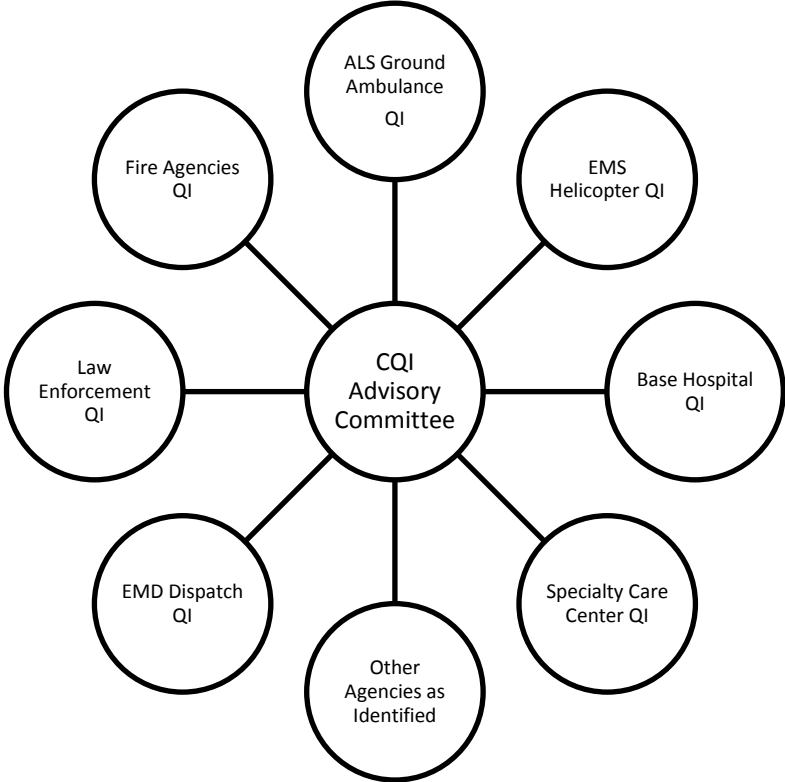 ALS Ground
Ambulance
QI
Fire Agencies
QI
EMS
Helicopter QI
Law
Enforcement
QI
CQI
Advisory
Committee
Base Hospital
QI
EMD Dispatch
QI
Specialty Care
Center QI
Other
Agencies as
Identified